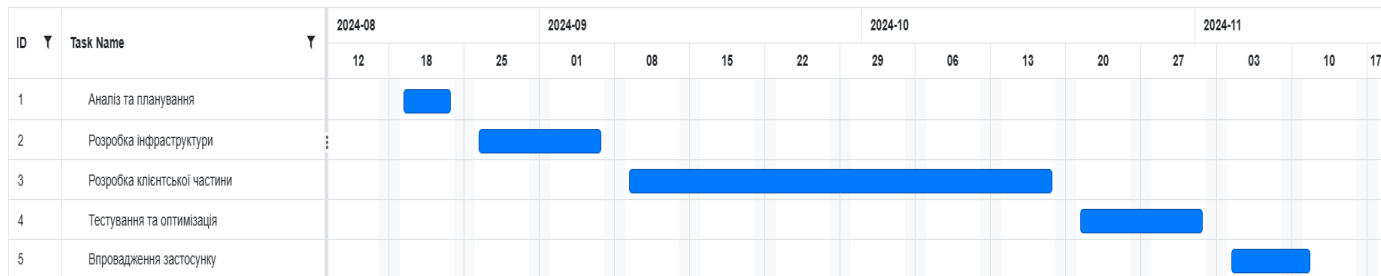 ID Task Name 2024-08 2024-09 2024-10 2024-11
12 18 25 01 08 15 22 29 06 13 20 27 03 10 17
1 Аналіз та планування
2 Розробка інфраструктури
3 Розробка клієнтської частини
4 Тестування та оптимізація
5 Впровадження застосунку